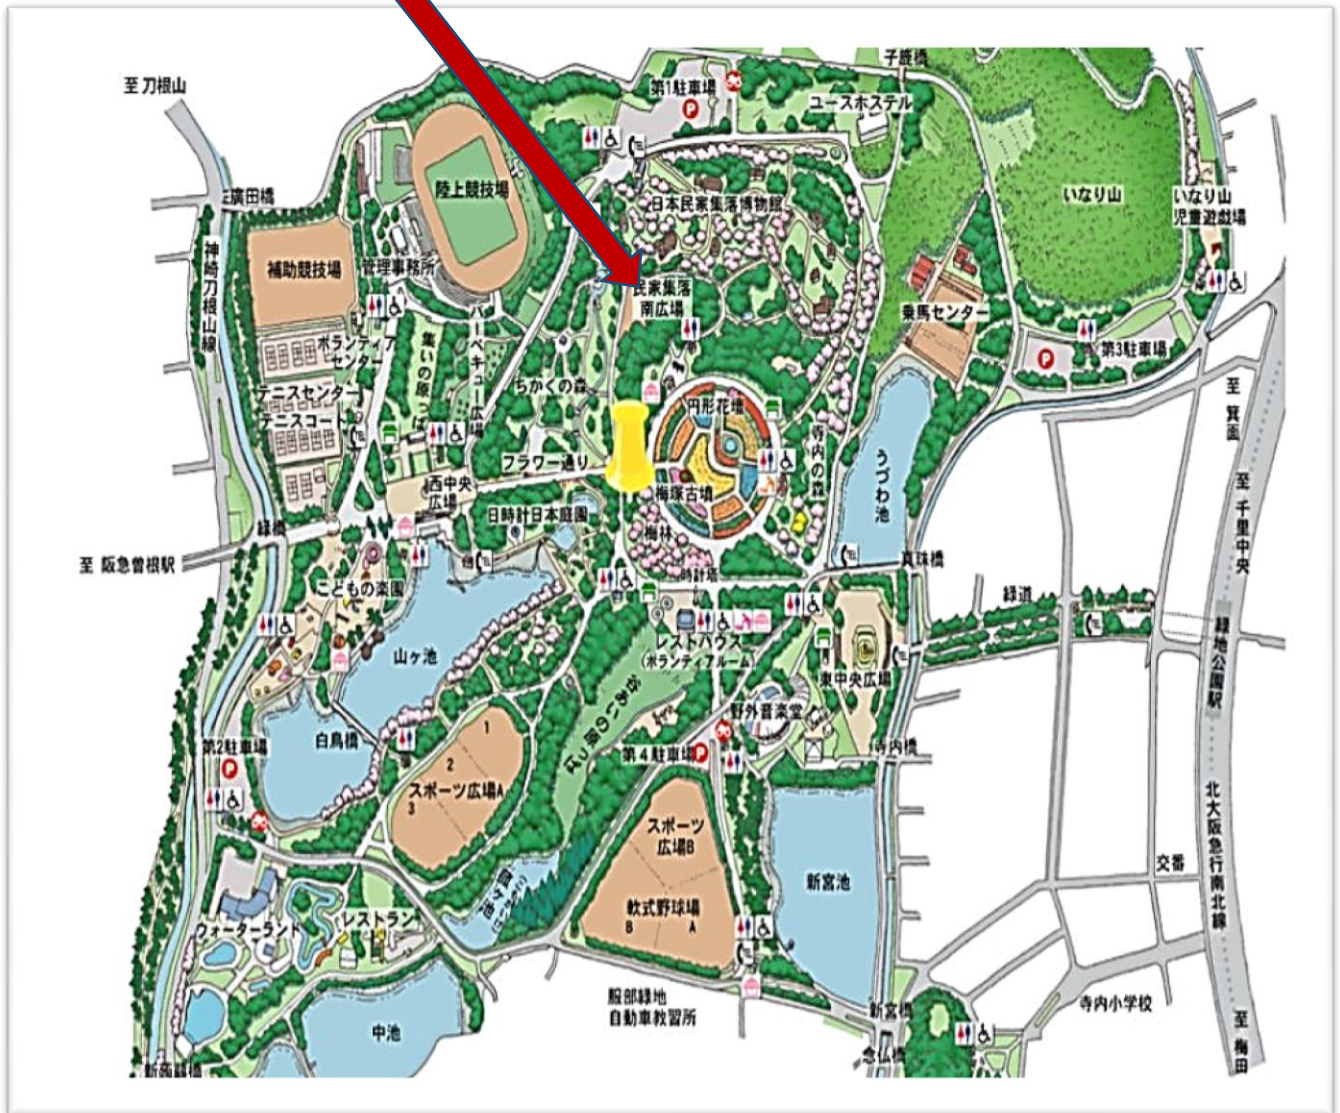 子鹿橋
至 刀根山
第1駐車場
P
ユースホステル
陸上競技場
いなり山
いなり山
児童遊戯場
廣田橋
日本民家集落博物館
神崎刀根山線
補助競技場
管理事務所
民家集落
南広場
乗馬センター
バーベキュー広場
集いの原っぱ
ボランティア
センター
P
第3駐車場
テニスセンター
テニスコート
ちかくの森
円形花壇
至 箕面
フラワー通り
寺内の森
うづわ池
西中央
広場
梅塚古墳
至 千里中央
日時計
日本庭園
梅林
緑橋
至 阪急曽根駅
真珠橋
時計塔
こどもの楽園
緑道
山ヶ池
レストハウス
(ボランティアルーム)
緑地公園駅
東中央広場
谷あいの原っぱ
野外音楽堂
白鳥橋
第2駐車場
P
第4駐車場
P
寺内橋
1
2
3
スポーツ広場A
スポーツ
広場B
北大阪急行南北線
新宮池
交番
軟式野球場
B
A
ウォーターランド
レストラン
服部緑地
自動車教習所
新宮橋
寺内小学校
中池
念仏橋
至 梅田